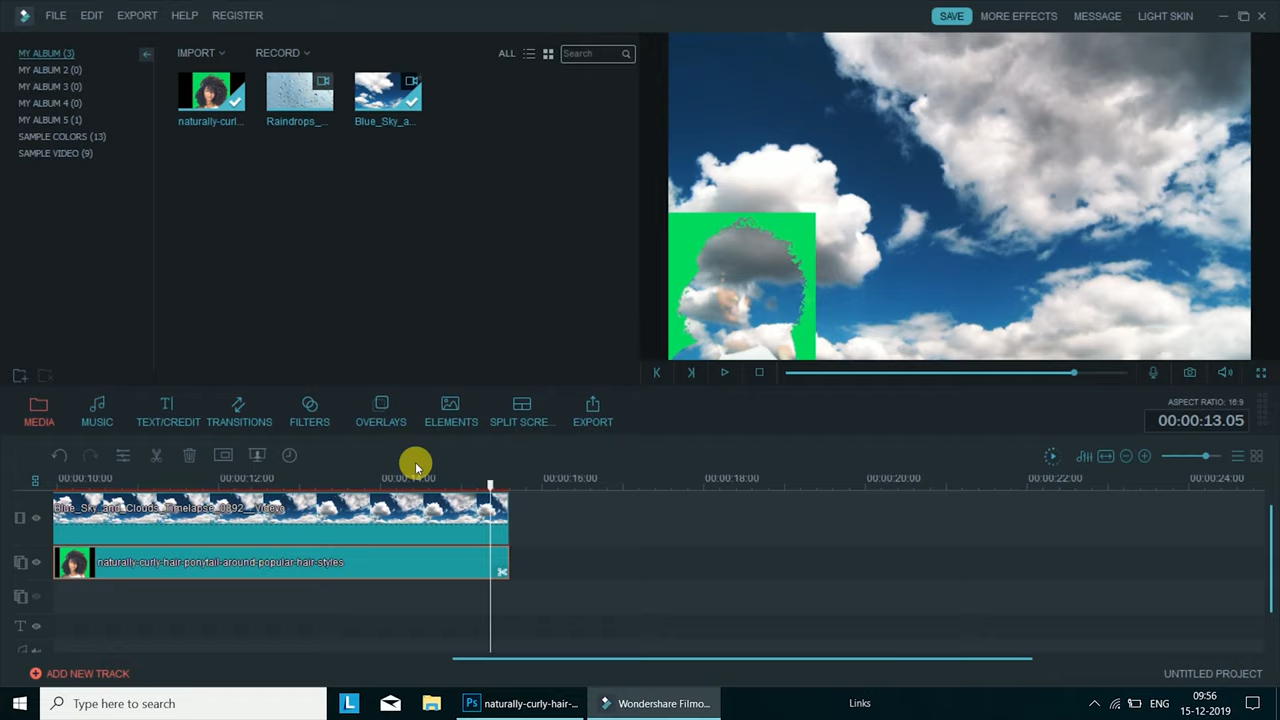 FILE EDIT EXPORT HELP REGISTER SAVE MORE EFFECTS MESSAGE LIGHT SKIN
MY ALBUM (3)
MY ALBUM 2 (0)
MY ALBUM 3 (0)
MY ALBUM 4 (0)
MY ALBUM 5 (1)
SAMPLE COLORS (13)
SAMPLE VIDEO (9)
IMPORT RECORD ALL Search
naturally-curl... Raindrops_... Blue_Sky_a...
MEDIA MUSIC TEXT/CREDIT TRANSITIONS FILTERS OVERLAYS ELEMENTS SPLIT SCRE... EXPORT
ASPECT RATIO: 16:9
00:00:13.05
00:00:10:00 00:00:12:00 00:00:14:00 00:00:16:00 00:00:18:00 00:00:20:00 00:00:22:00 00:00:24:00
Blue_Sky_and_Clouds_Timelapse_0892__Videvo
naturally-curly-hair-ponytail-around-popular-hair-styles
T
ADD NEW TRACK UNTITLED PROJECT
Type here to search L Ps naturally-curly-hair-... Wondershare Filmo... Links ENG 09:56
15-12-2019